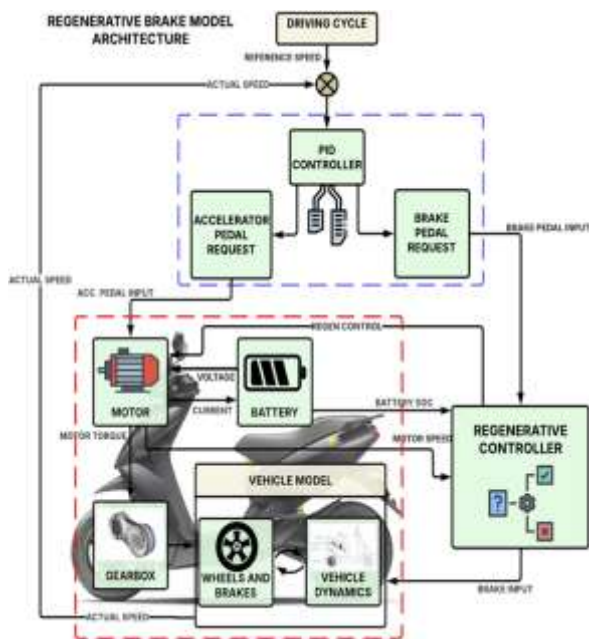 REGENERATIVE BRAKE MODEL
ARCHITECTURE
DRIVING CYCLE
REFERENCE SPEED
ACTUAL SPEED
PID
CONTROLLER
ACCELERATOR
PEDAL
REQUEST
BRAKE
PEDAL
REQUEST
BRAKE PEDAL INPUT
ACTUAL SPEED
ACC. PEDAL INPUT
REGEN CONTROL
VOLTAGE
MOTOR
CURRENT
BATTERY
BATTERY SOC
MOTOR TORQUE
MOTOR SPEED
REGENERATIVE
CONTROLLER
?
VEHICLE MODEL
GEARBOX
WHEELS AND
BRAKES
VEHICLE
DYNAMICS
BRAKE INPUT
ACTUAL SPEED